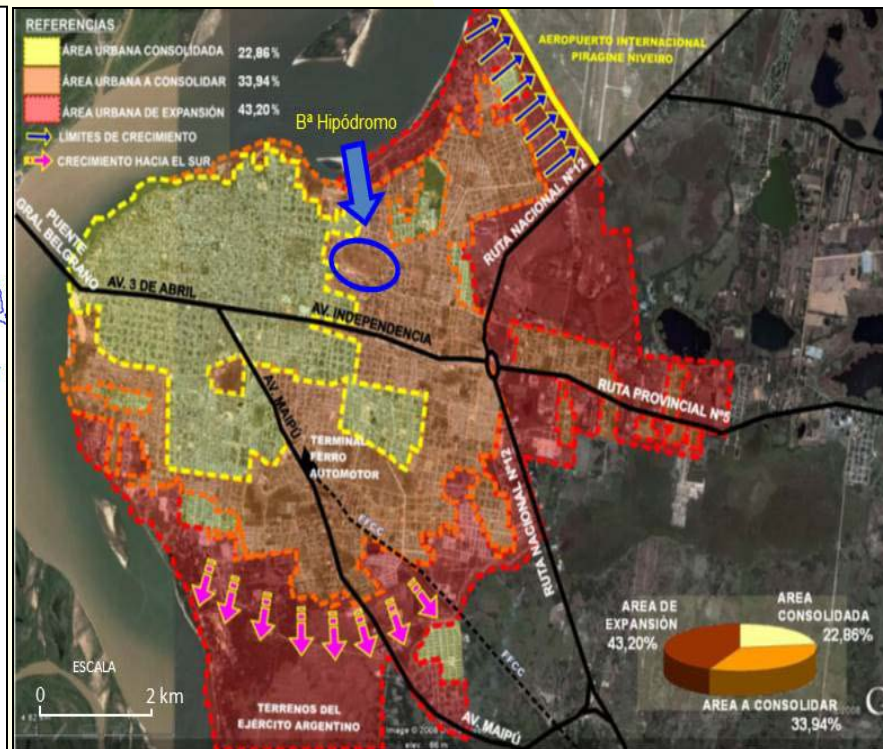 REFERENCIAS
ÁREA URBANA CONSOLIDADA 22,86%
ÁREA URBANA A CONSOLIDAR 33,94%
ÁREA URBANA DE EXPANSIÓN 43,20%
LÍMITES DE CRECIMIENTO
CRECIMIENTO HACIA EL SUR
AEROPUERTO INTERNACIONAL
PIRAGINE NIVEIRO
Bª Hipódromo
RUTA NACIONAL Nº12
PUENTE
GRAL BELGRANO
AV. 3 DE ABRIL
AV. INDEPENDENCIA
RUTA PROVINCIAL Nº5
AV. MAIPÚ
TERMINAL
FERRO
AUTOMOTOR
FFCC
RUTA NACIONAL Nº12
FFCC
AREA DE
EXPANSIÓN
43,20%
AREA
CONSOLIDADA
22,86%
AREA A CONSOLIDAR
33,94%
ESCALA
0 2 km
TERRENOS DEL
EJÉRCITO ARGENTINO
AV. MAIPÚ